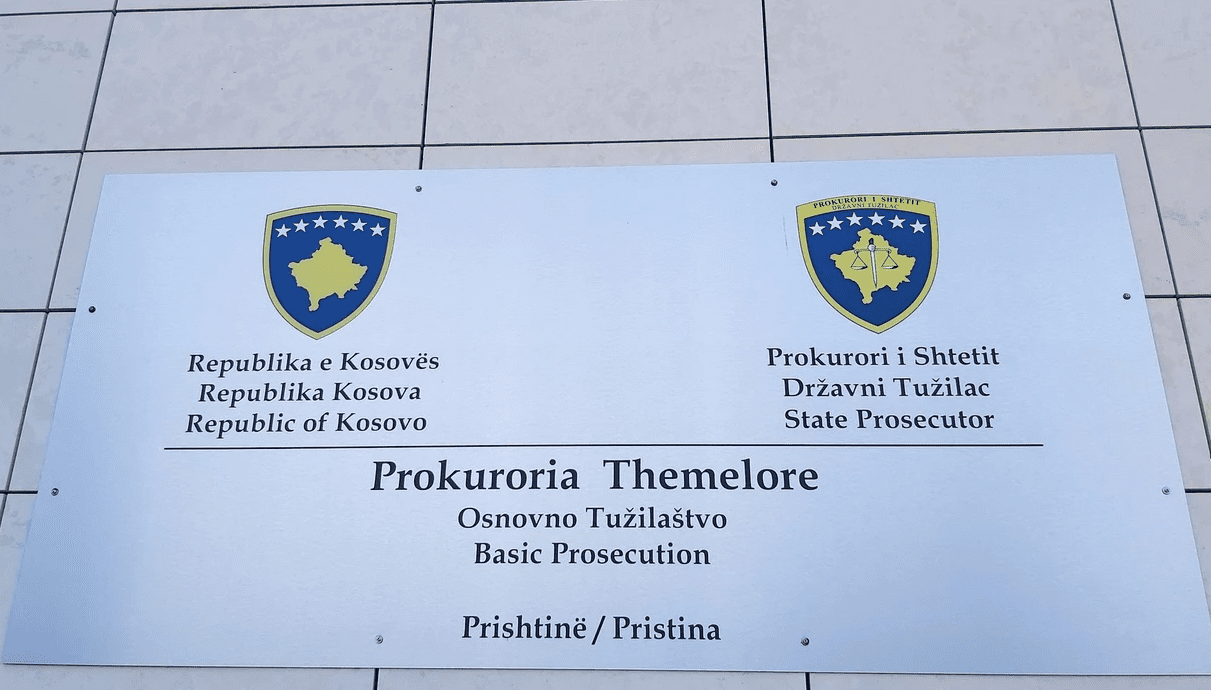 PROKURORI I SHTETIT
DRŽAVNI TUŽILAC
Republika e Kosovës
Republika Kosova
Republic of Kosovo
Prokurori i Shtetit
Državni Tužilac
State Prosecutor
Prokuroria Themelore
Osnovno Tužilaštvo
Basic Prosecution
Prishtinë / Pristina